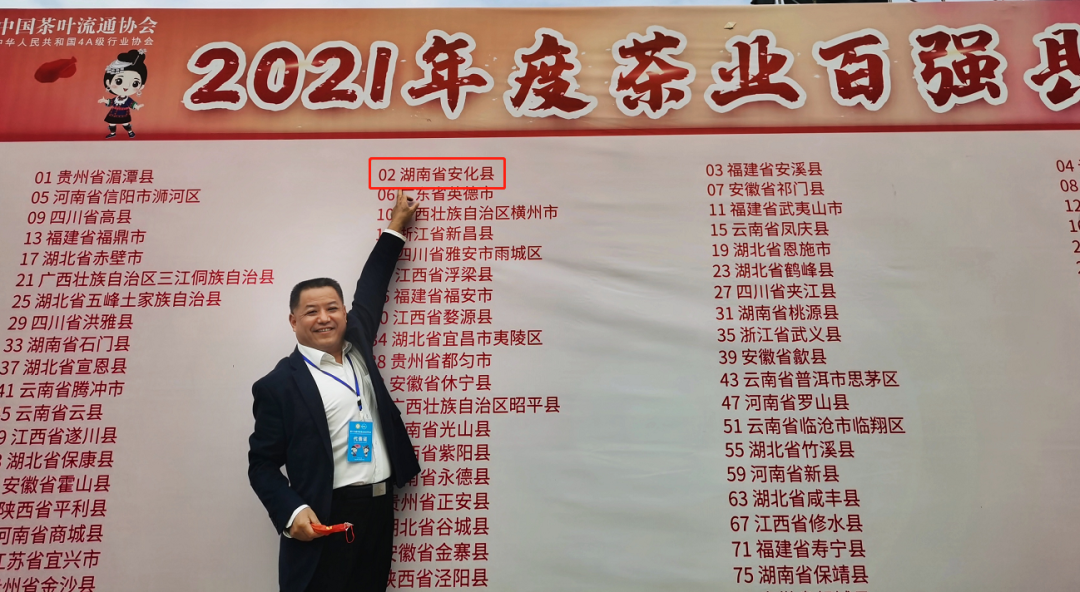 中国茶叶流通协会
中华人民共和国4A级行业协会
2021年度茶业百强县
01 贵州省湄潭县
02 湖南省安化县
03 福建省安溪县
04
05 河南省信阳市浉河区
06 广东省英德市
07 安徽省祁门县
08
09 四川省高县
10 广西壮族自治区横州市
11 福建省武夷山市
12
13 福建省福鼎市
浙江省新昌县
15 云南省凤庆县
17 湖北省赤壁市
四川省雅安市雨城区
19 湖北省恩施市
21 广西壮族自治区三江侗族自治县
江西省浮梁县
23 湖北省鹤峰县
25 湖北省五峰土家族自治县
福建省福安市
27 四川省夹江县
29 四川省洪雅县
江西省婺源县
31 湖南省桃源县
33 湖南省石门县
34 湖北省宜昌市夷陵区
35 浙江省武义县
37 湖北省宣恩县
8 贵州省都匀市
39 安徽省歙县
41 云南省腾冲市
安徽省休宁县
43 云南省普洱市思茅区
5 云南省云县
广西壮族自治区昭平县
47 河南省罗山县
9 江西省遂川县
南省光山县
51 云南省临沧市临翔区
湖北省保康县
省紫阳县
55 湖北省竹溪县
安徽省霍山县
南省永德县
59 河南省新县
陕西省平利县
贵州省正安县
63 湖北省咸丰县
河南省商城县
湖北省谷城县
67 江西省修水县
江苏省宜兴市
安徽省金寨县
71 福建省寿宁县
贵州省金沙县
陕西省泾阳县
75 湖南省保靖县
代表证